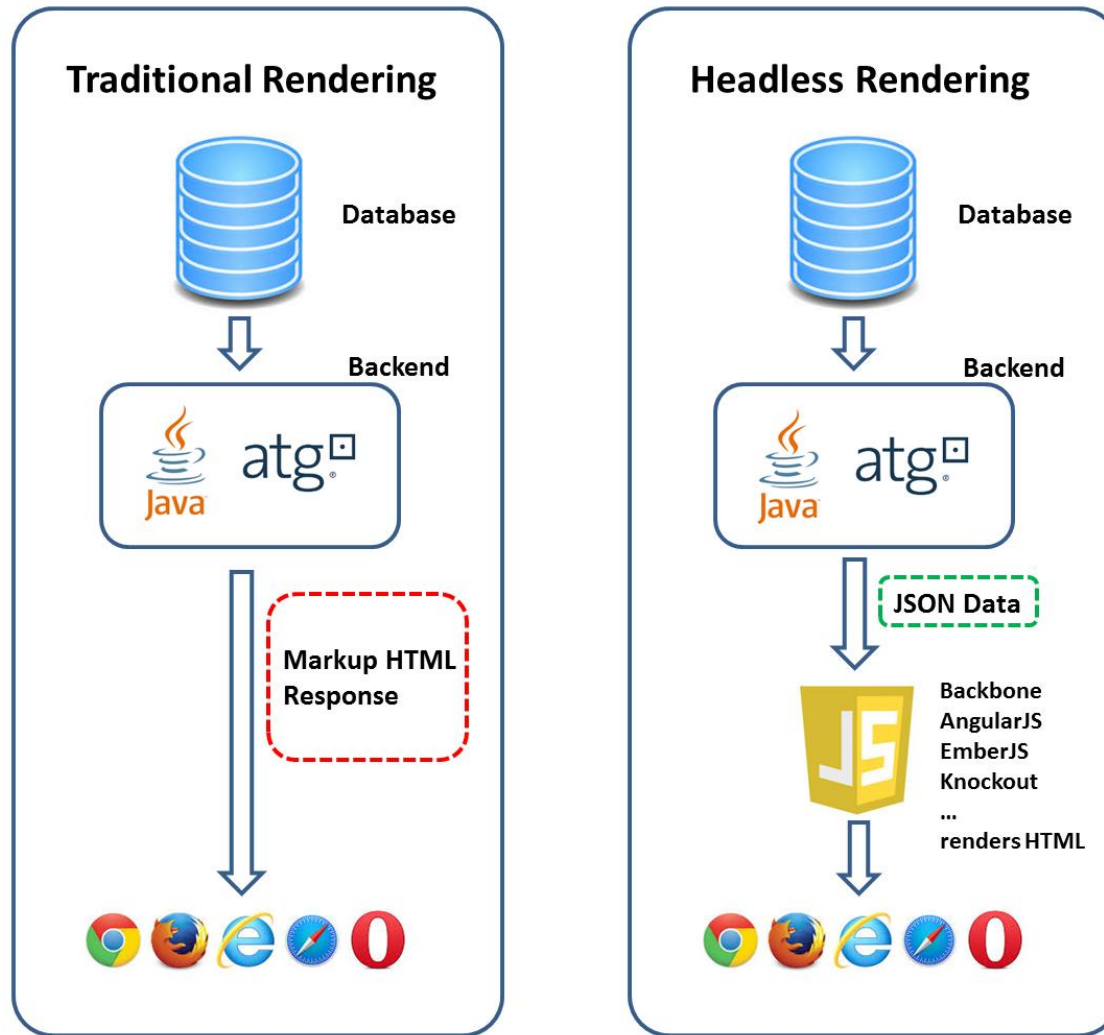 Traditional Rendering
Database
Backend
Java
atg®
Markup HTML
Response
Headless Rendering
Database
Backend
Java
atg®
JSON Data
JS
Backbone
AngularJS
EmberJS
Knockout
...
renders HTML